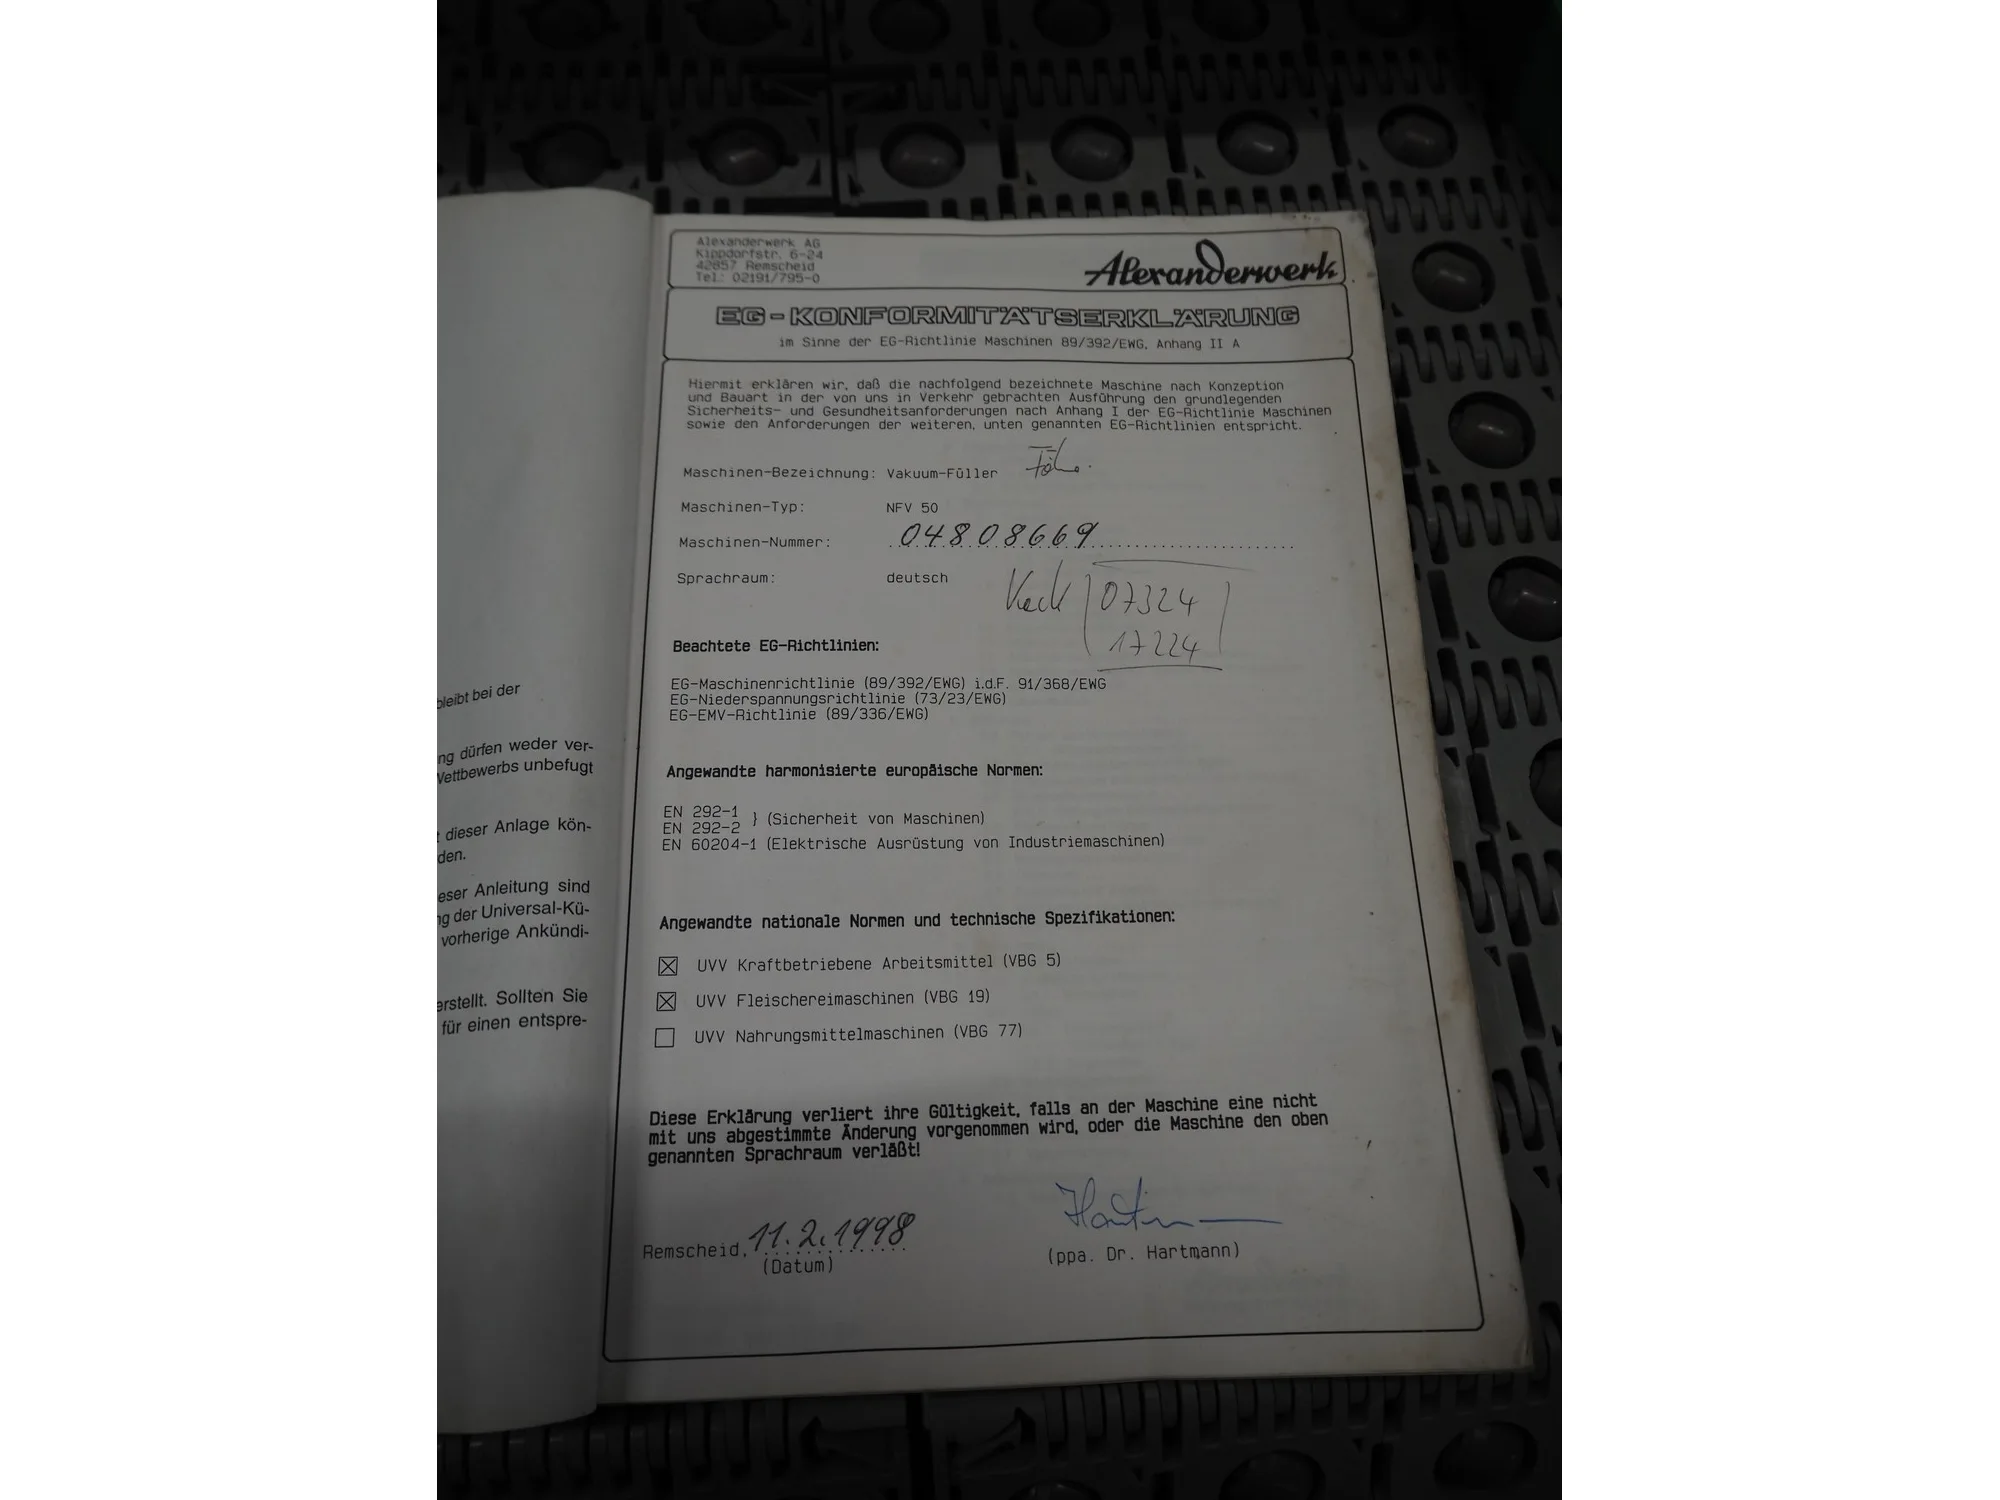 bleibt bei der
ng dürfen weder ver-
Wettbewerbs unbefugt
t dieser Anlage kön-
den.
eser Anleitung sind
ng der Universal-Kü-
vorherige Ankündi-
erstellt. Sollten Sie
für einen entspre-
Alexanderwerk AG
Kippdorfstr. 6-24
42857 Remscheid
Tel.: 02191/795-0
Alexanderwerk
EG-KONFORMITÄTSERKLÄRUNG
im Sinne der EG-Richtlinie Maschinen 89/392/EWG, Anhang II A
Hiermit erklären wir, daß die nachfolgend bezeichnete Maschine nach Konzeption
und Bauart in der von uns in Verkehr gebrachten Ausführung den grundlegenden
Sicherheits- und Gesundheitsanforderungen nach Anhang I der EG-Richtlinie Maschinen
sowie den Anforderungen der weiteren, unten genannten EG-Richtlinien entspricht.
Maschinen-Bezeichnung: Vakuum-Füller
Maschinen-Typ: NFV 50
Maschinen-Nummer: 04808669
Sprachraum: deutsch
07324
17224
Beachtete EG-Richtlinien:
EG-Maschinenrichtlinie (89/392/EWG) i.d.F. 91/368/EWG
EG-Niederspannungsrichtlinie (73/23/EWG)
EG-EMV-Richtlinie (89/336/EWG)
Angewandte harmonisierte europäische Normen:
EN 292-1
EN 292-2 } (Sicherheit von Maschinen)
EN 60204-1 (Elektrische Ausrüstung von Industriemaschinen)
Angewandte nationale Normen und technische Spezifikationen:
☒ UVV Kraftbetriebene Arbeitsmittel (VBG 5)
☒ UVV Fleischereimaschinen (VBG 19)
☐ UVV Nahrungsmittelmaschinen (VBG 77)
Diese Erklärung verliert ihre Gültigkeit, falls an der Maschine eine nicht
mit uns abgestimmte Änderung vorgenommen wird, oder die Maschine den oben
genannten Sprachraum verläßt!
Remscheid, 11.2.1998
(Datum)
(ppa. Dr. Hartmann)